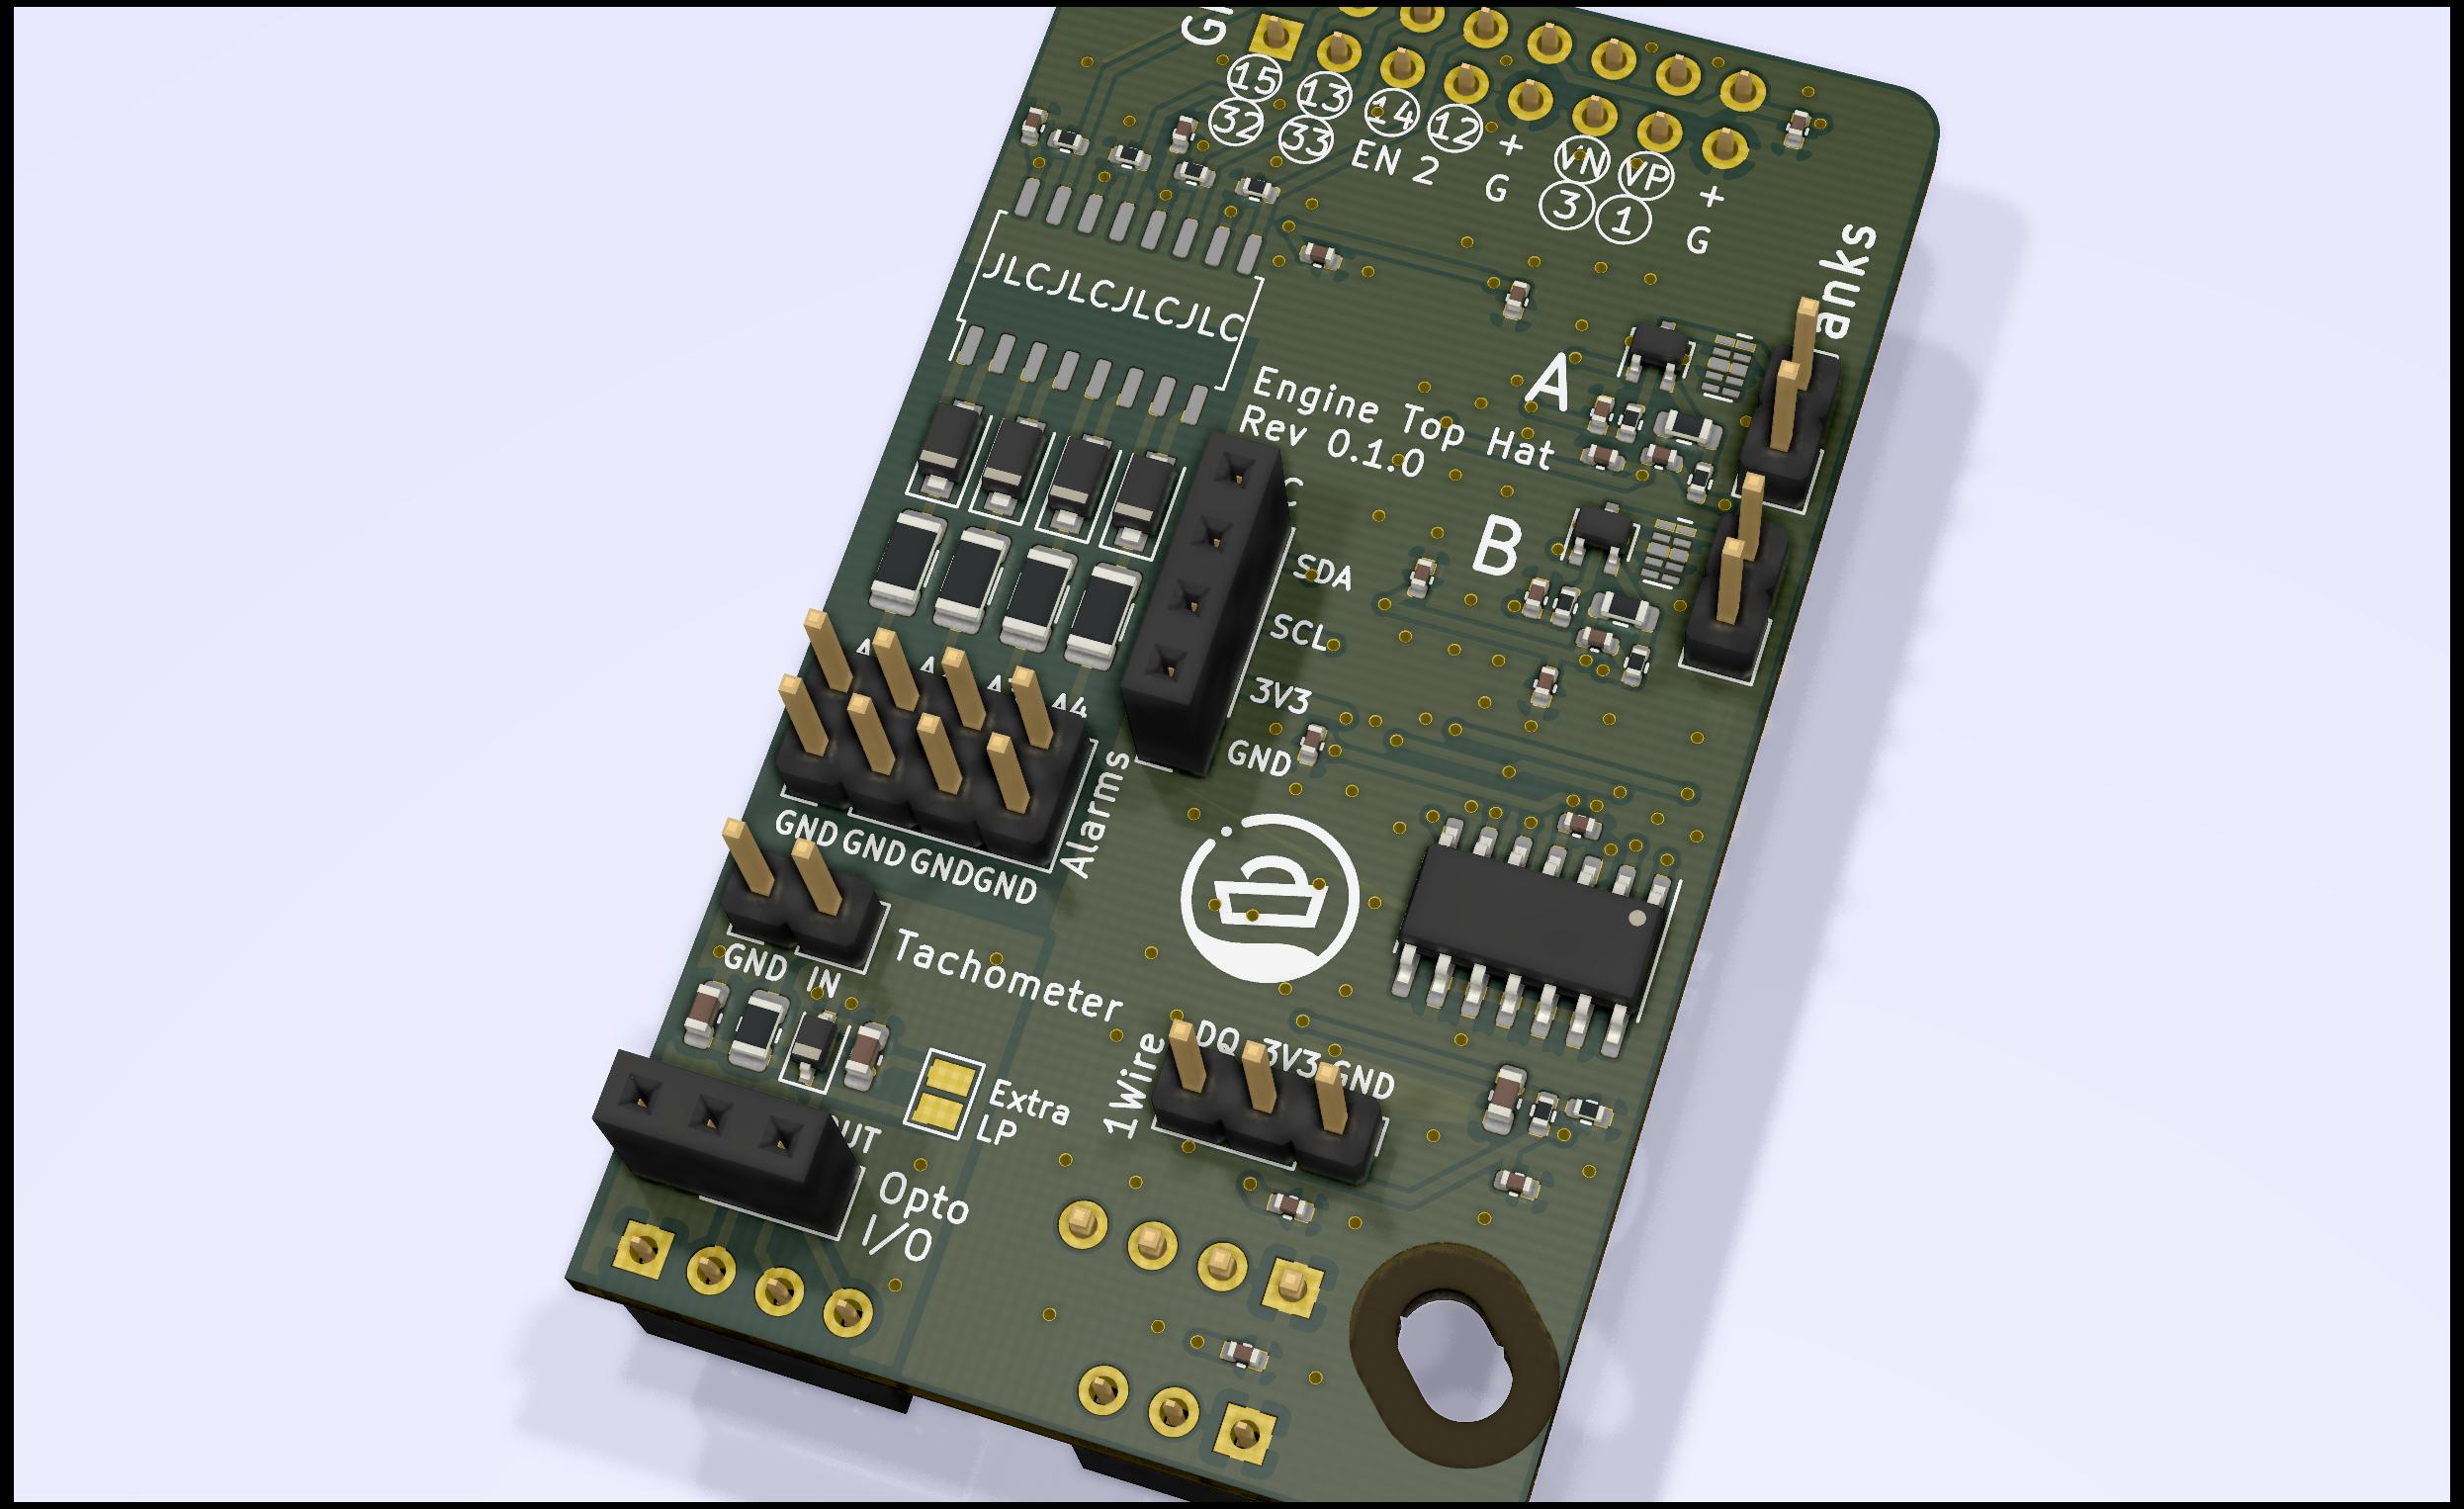 15 13 14 12 + VN VP +
32 33 EN 2 G 3 1 G
anks
JLCJLCJLCJLC
Engine Top Hat
Rev 0.1.0
A
C
SDA
B
SCL
3V3
A4
GND
Alarms
GND GND GND GND
GND IN
Tachometer
DQ 3V3 GND
1Wire
Extra
LP
UT
Opto
I/O